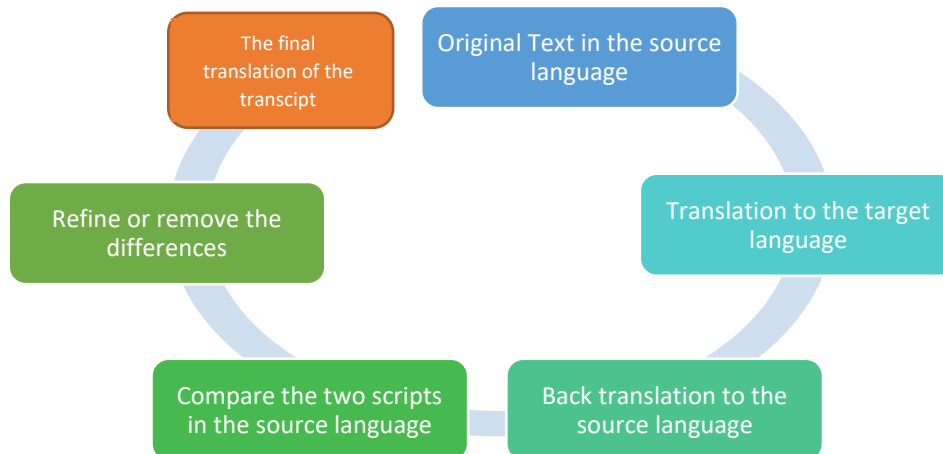 Original Text in the source
language
Translation to the target
language
Back translation to the
source language
Compare the two scripts
in the source language
Refine or remove the
differences
The final
translation of the
transcipt